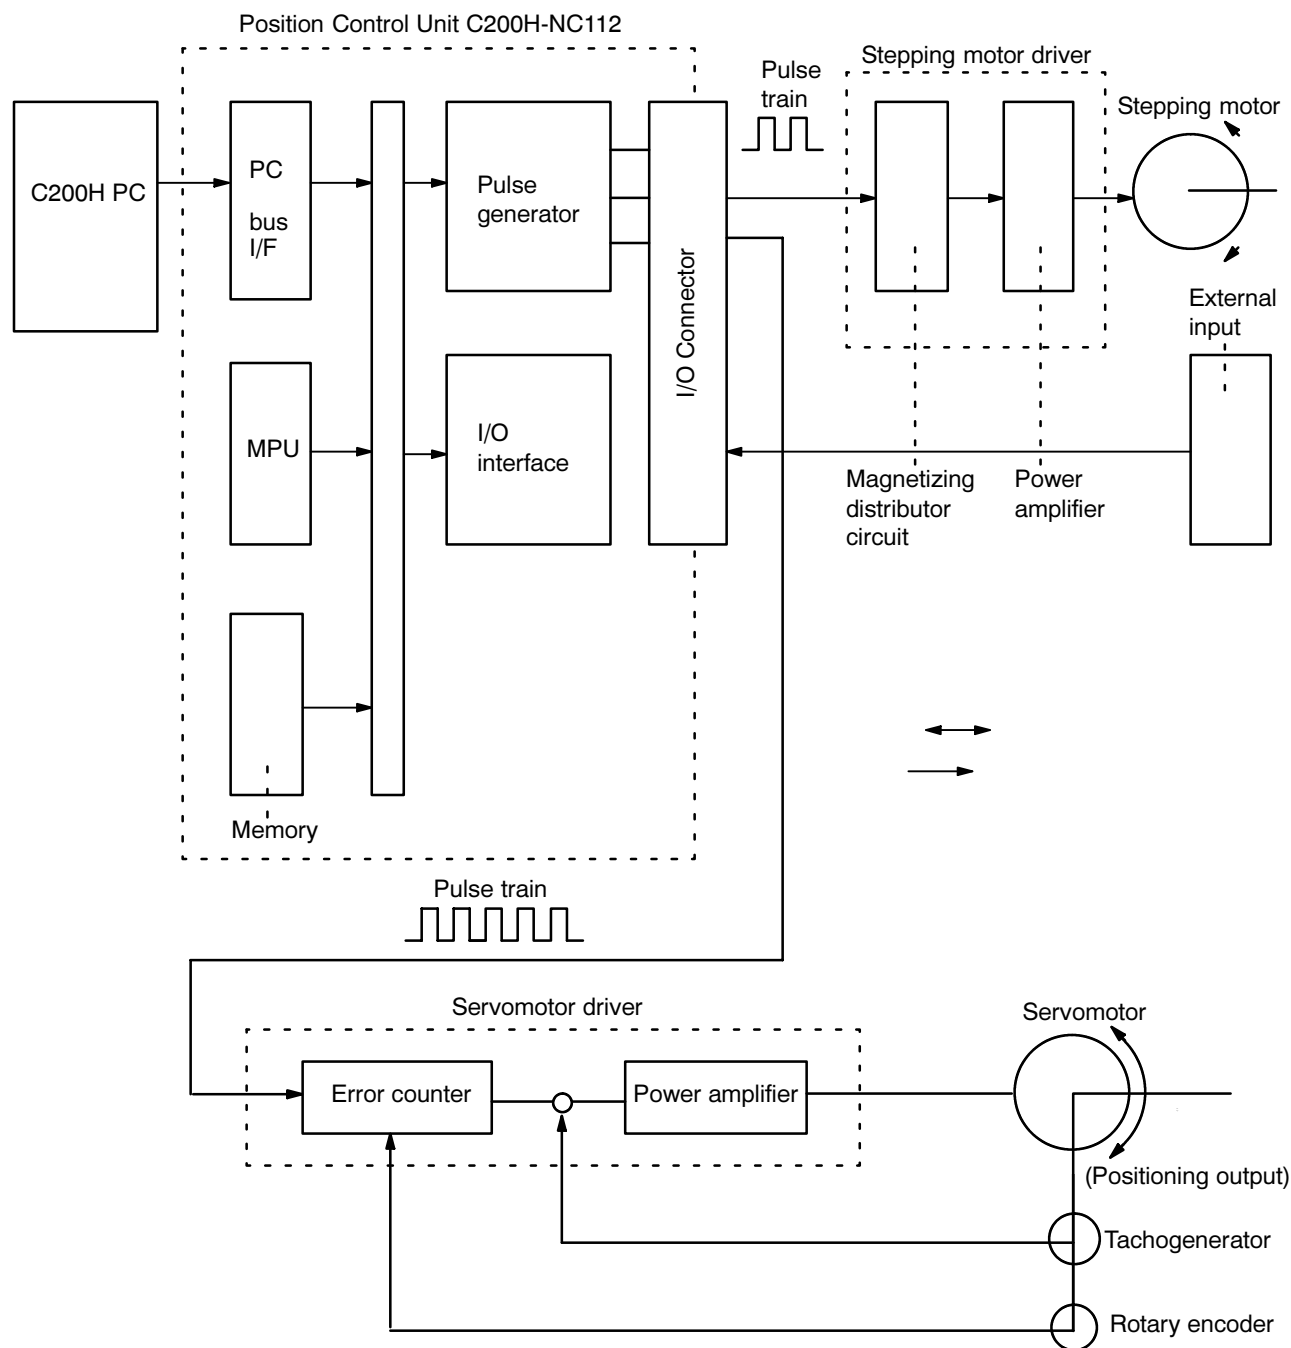 Position Control Unit C200H-NC112
Stepping motor driver
Pulse
train
Stepping motor
C200H PC
PC
bus
I/F
Pulse
generator
I/O Connector
External
input
MPU
I/O
interface
Magnetizing
distributor
circuit
Power
amplifier
Memory
Pulse train
Servomotor driver
Servomotor
Error counter
Power amplifier
(Positioning output)
Tachogenerator
Rotary encoder